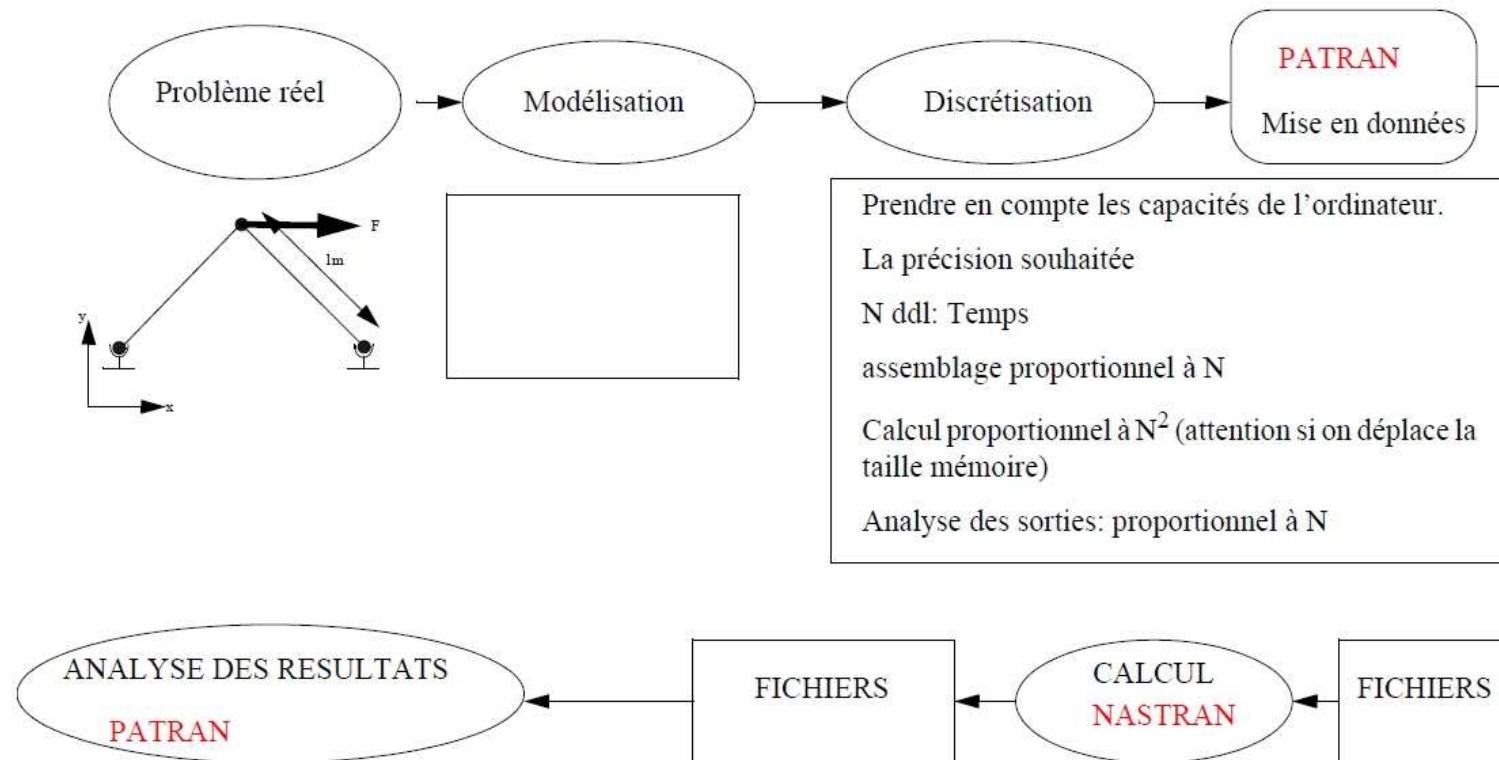 Problème réel
Modélisation
Discrétisation
PATRAN
Mise en données
F
1m
y
x
Prendre en compte les capacités de l’ordinateur.
La précision souhaitée
N ddl: Temps
assemblage proportionnel à N
Calcul proportionnel à N² (attention si on déplace la
taille mémoire)
Analyse des sorties: proportionnel à N
ANALYSE DES RESULTATS
PATRAN
FICHIERS
CALCUL
NASTRAN
FICHIERS